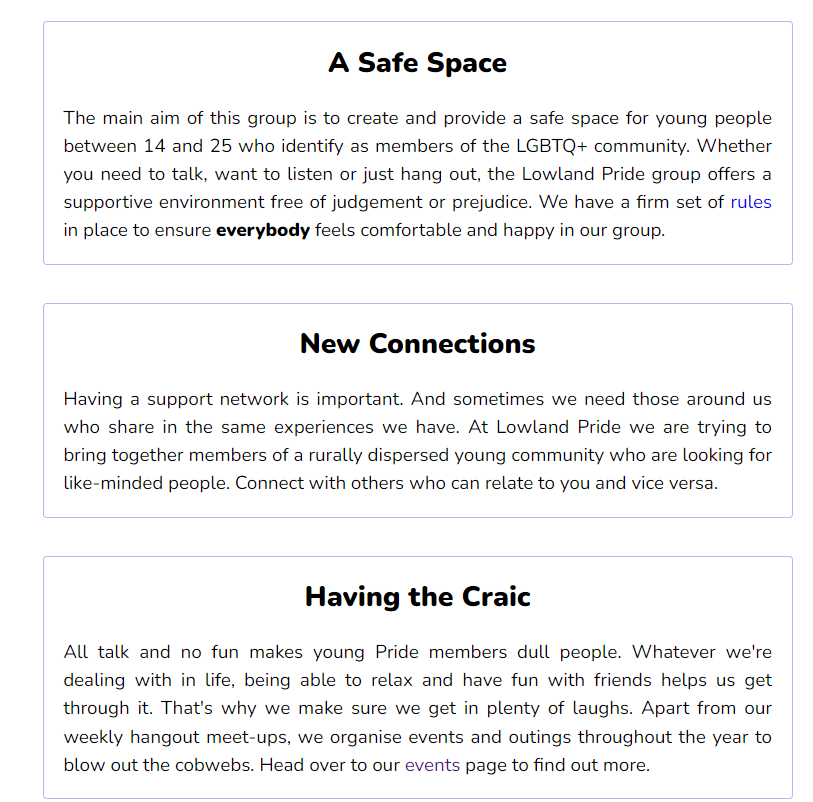 A Safe Space
The main aim of this group is to create and provide a safe space for young people
between 14 and 25 who identify as members of the LGBTQ+ community. Whether
you need to talk, want to listen or just hang out, the Lowland Pride group offers a
supportive environment free of judgement or prejudice. We have a firm set of rules
in place to ensure everybody feels comfortable and happy in our group.
New Connections
Having a support network is important. And sometimes we need those around us
who share in the same experiences we have. At Lowland Pride we are trying to
bring together members of a rurally dispersed young community who are looking for
like-minded people. Connect with others who can relate to you and vice versa.
Having the Craic
All talk and no fun makes young Pride members dull people. Whatever we're
dealing with in life, being able to relax and have fun with friends helps us get
through it. That's why we make sure we get in plenty of laughs. Apart from our
weekly hangout meet-ups, we organise events and outings throughout the year to
blow out the cobwebs. Head over to our events page to find out more.